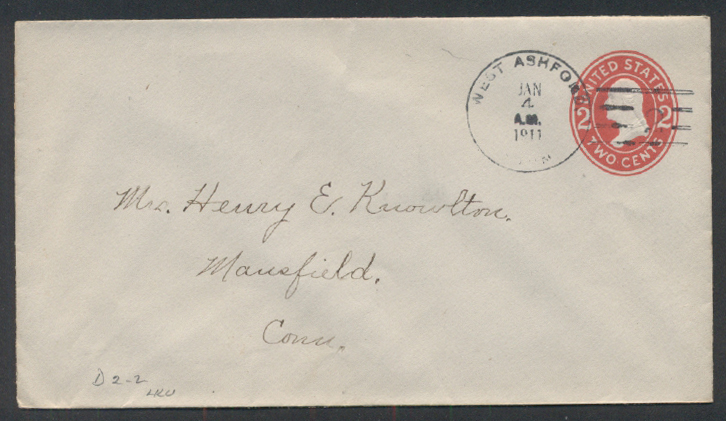 WEST ASHFORD
JAN
4
A.M.
1911
UNITED STATES
2 2
TWO CENTS
Mr. Henry E. Knowlton.
Mansfield.
Conn.
D 2-2